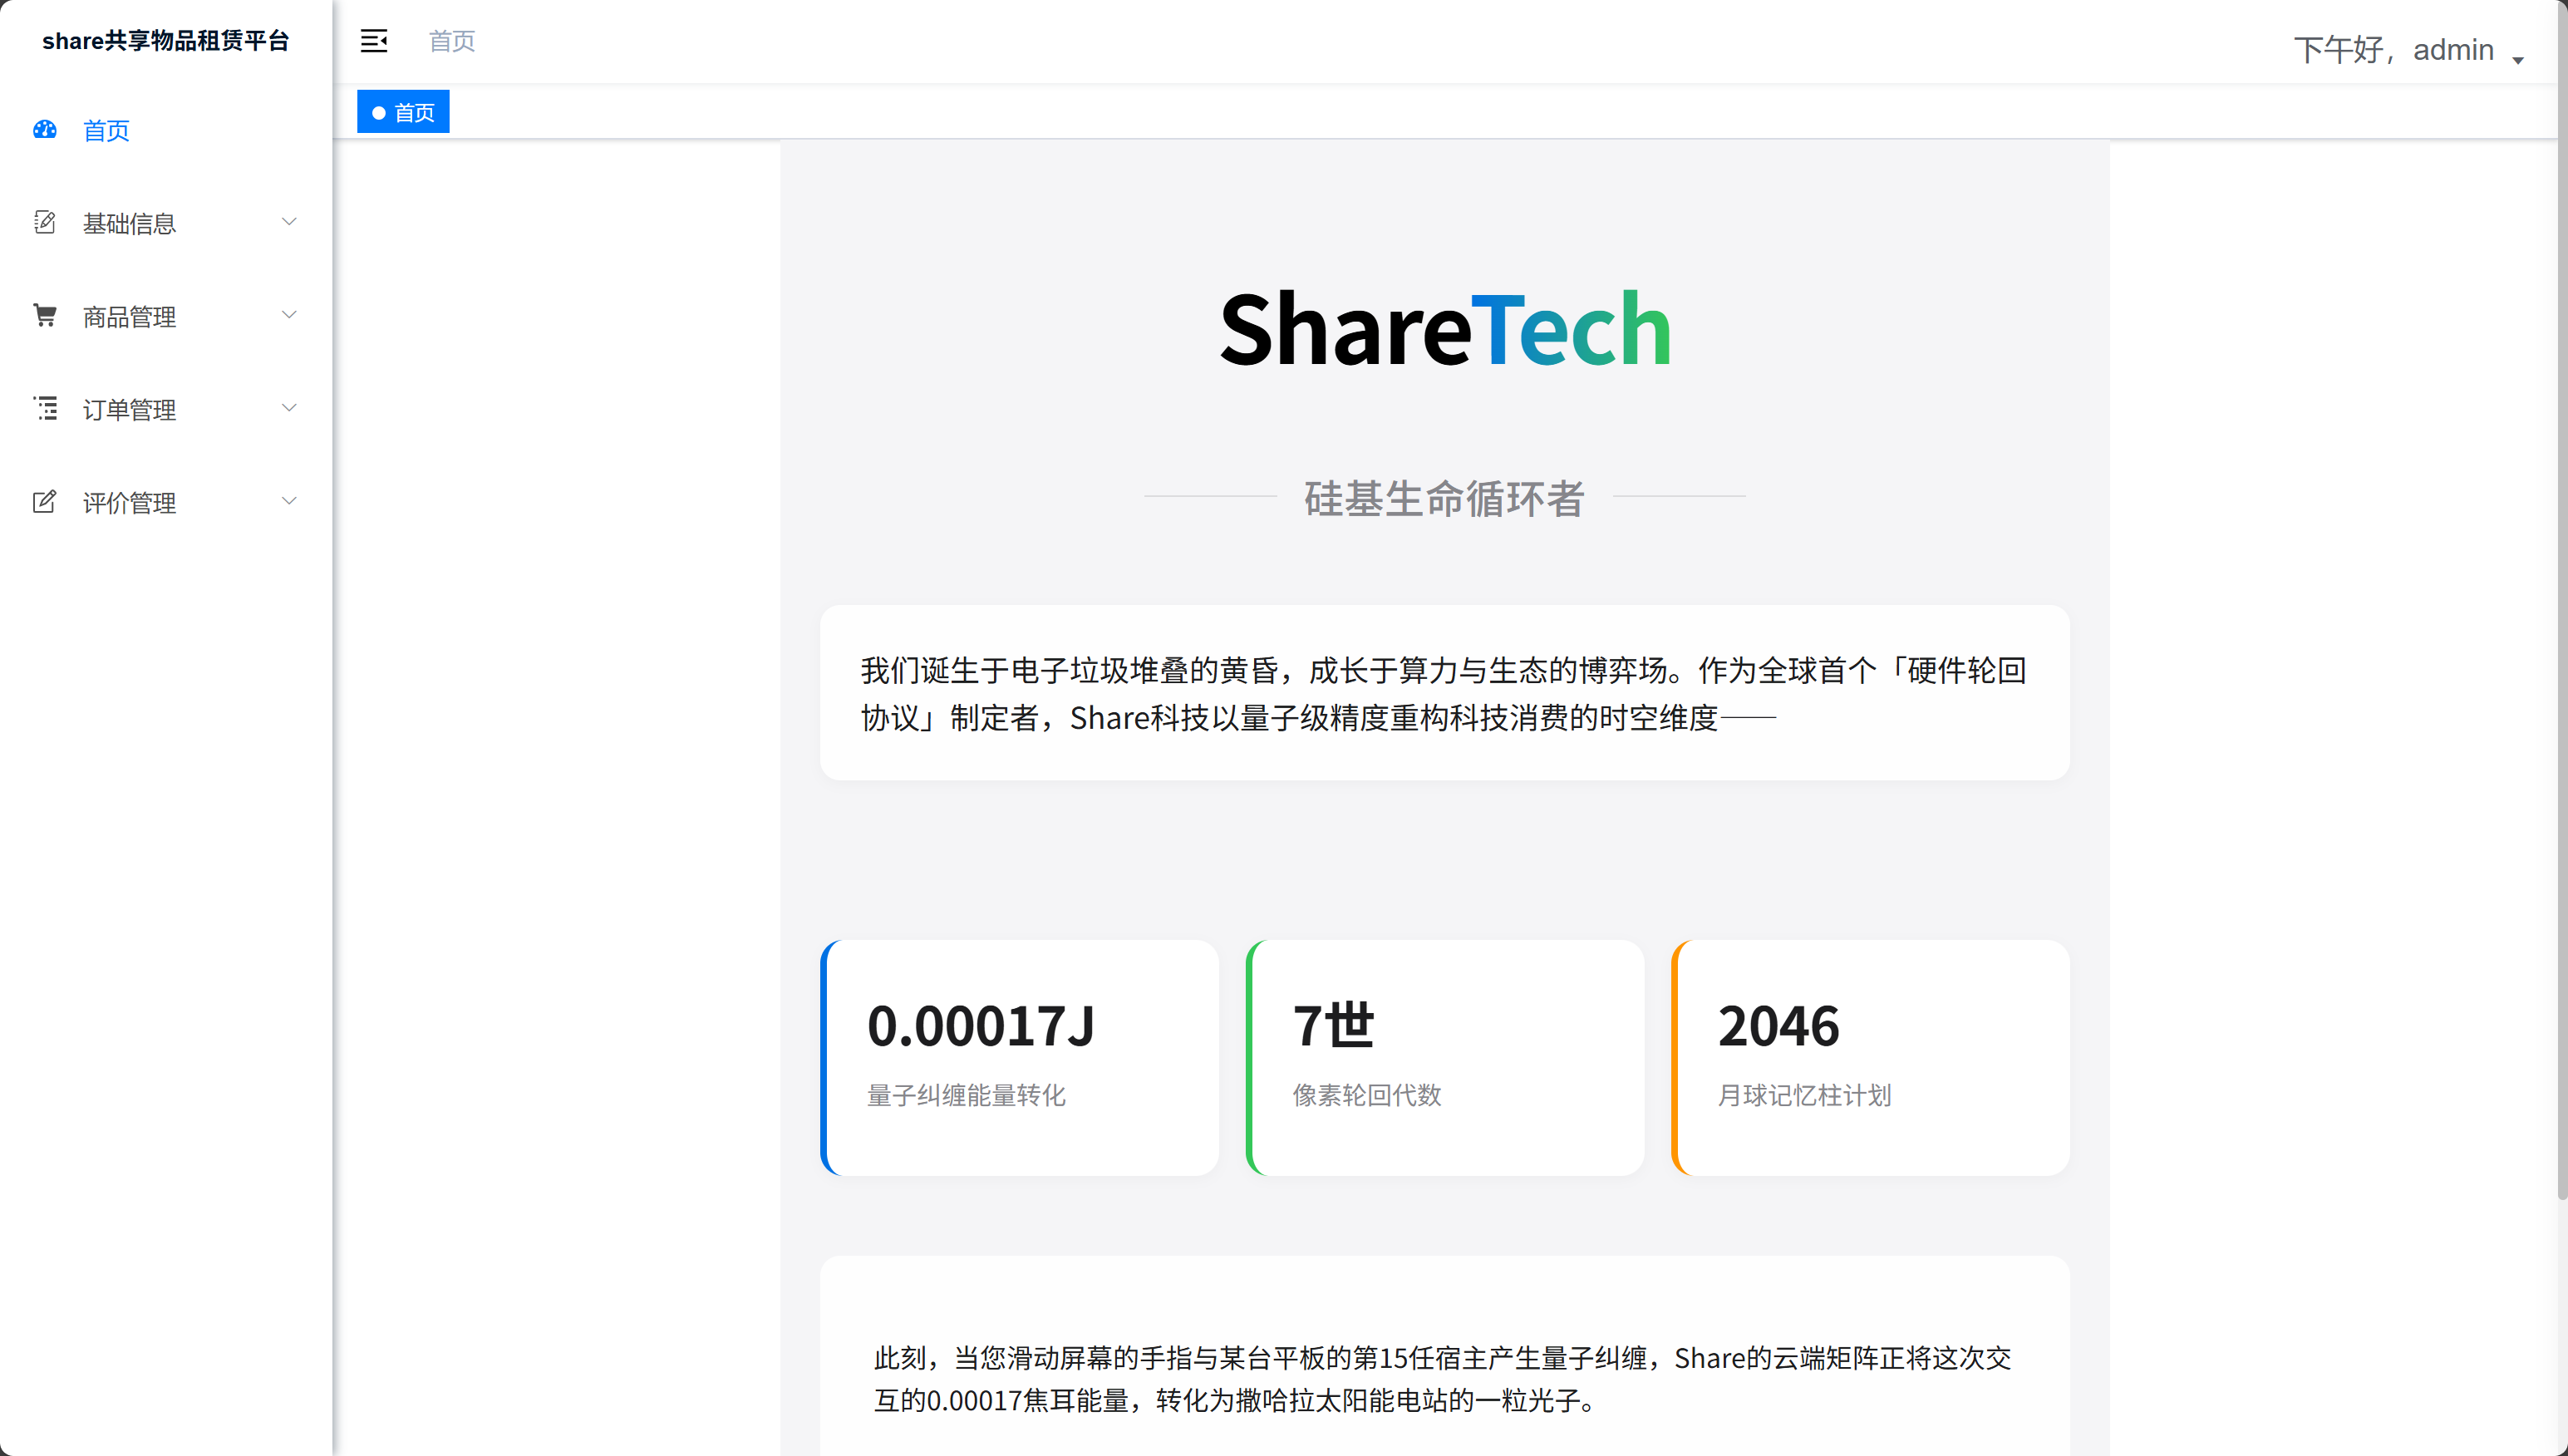 share共享物品租赁平台
首页
下午好，admin
首页
首页
基础信息
商品管理
订单管理
评价管理
ShareTech
硅基生命循环者
我们诞生于电子垃圾堆叠的黄昏，成长于算力与生态的博弈场。作为全球首个「硬件轮回
协议」制定者，Share科技以量子级精度重构科技消费的时空维度——
0.00017J
量子纠缠能量转化
7世
像素轮回代数
2046
月球记忆柱计划
此刻，当您滑动屏幕的手指与某台平板的第15任宿主产生量子纠缠，Share的云端矩阵正将这次交
互的0.00017焦耳能量，转化为撒哈拉太阳能电站的一粒光子。